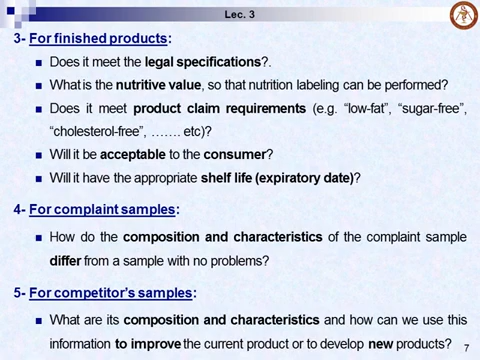 Lec. 3
3- For finished products:
Does it meet the legal specifications?.
What is the nutritive value, so that nutrition labeling can be performed?
Does it meet product claim requirements (e.g. “low-fat”, “sugar-free”,
“cholesterol-free”, ……. etc)?
Will it be acceptable to the consumer?
Will it have the appropriate shelf life (expiratory date)?
4- For complaint samples:
How do the composition and characteristics of the complaint sample
differ from a sample with no problems?
5- For competitor’s samples:
What are its composition and characteristics and how can we use this
information to improve the current product or to develop new products?
7